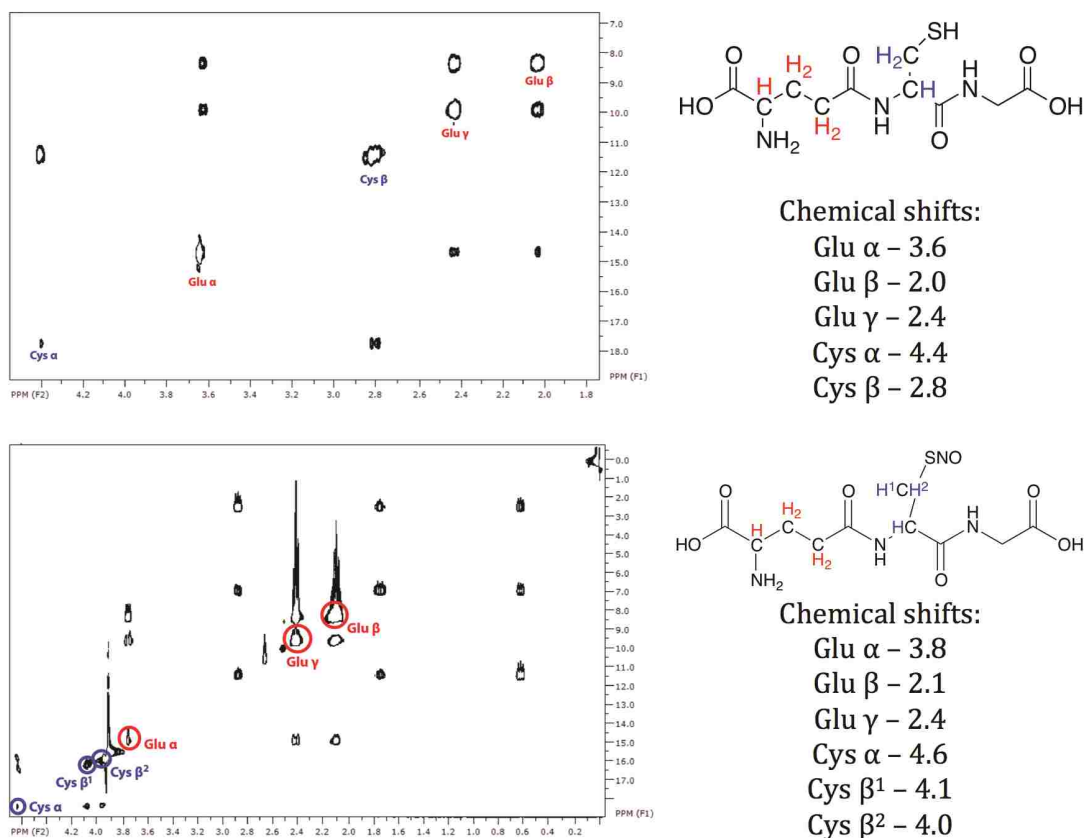 7.0
8.0
9.0
10.0
11.0
12.0
13.0
14.0
15.0
16.0
17.0
18.0
PPM (F1)
Glu β
Glu γ
Cys β
Glu α
Cys α
PPM (F2) 4.2 4.0 3.8 3.6 3.4 3.2 3.0 2.8 2.6 2.4 2.2 2.0 1.8
SH
O H₂C H₂ O H
HO C H C C N C H N O OH
NH₂ H₂ H O
Chemical shifts:
Glu α – 3.6
Glu β – 2.0
Glu γ – 2.4
Cys α – 4.4
Cys β – 2.8
0.0
1.0
2.0
3.0
4.0
5.0
6.0
7.0
8.0
9.0
10.0
11.0
12.0
13.0
14.0
15.0
16.0
17.0
PPM (F1)
Glu β
Glu γ
Glu α
Cys β¹
Cys β²
Cys α
PPM (F2) 4.2 4.0 3.8 3.6 3.4 3.2 3.0 2.8 2.6 2.4 2.2 2.0 1.8 1.6 1.4 1.2 1.0 0.8 0.6 0.4 0.2
SNO
H¹CH²
O H₂ O H O
HO C H C C N H C N OH
NH₂ H₂ H O
Chemical shifts:
Glu α – 3.8
Glu β – 2.1
Glu γ – 2.4
Cys α – 4.6
Cys β¹ – 4.1
Cys β² – 4.0